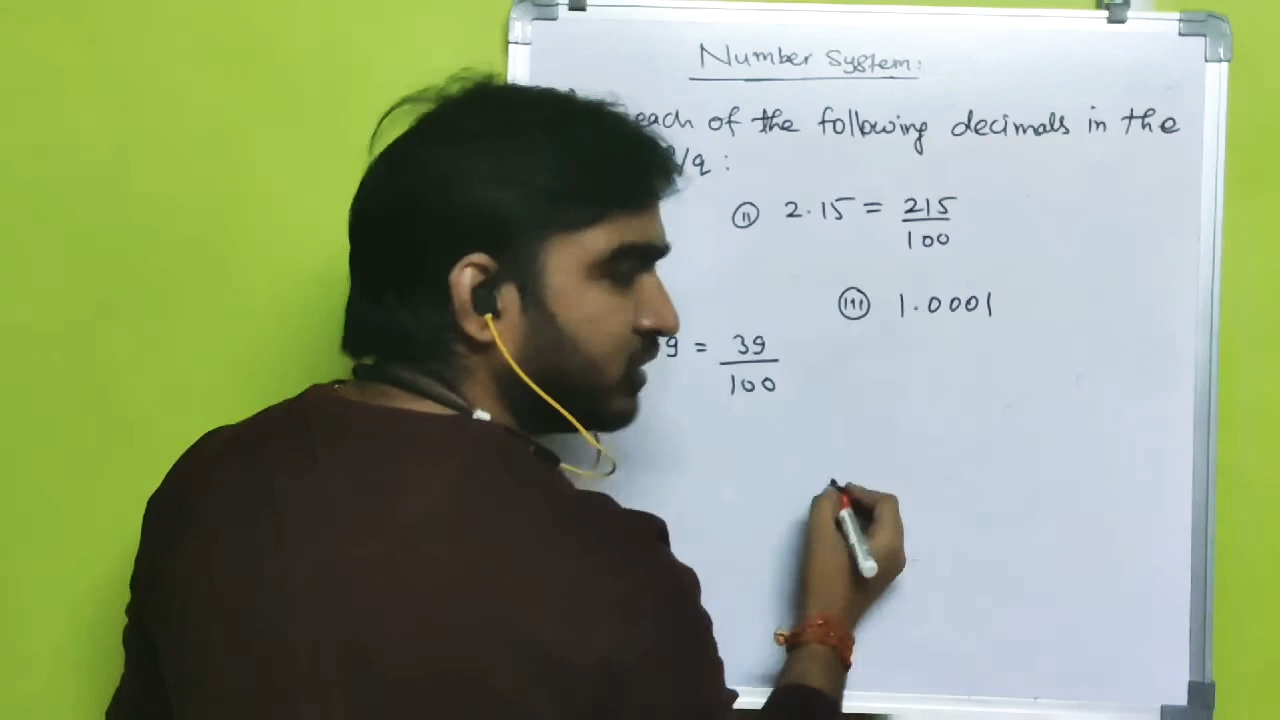 Number System:
each of the following decimals in the
/q :
(ii) 2.15 = 215/100
(iii) 1.0001
9 = 39/100